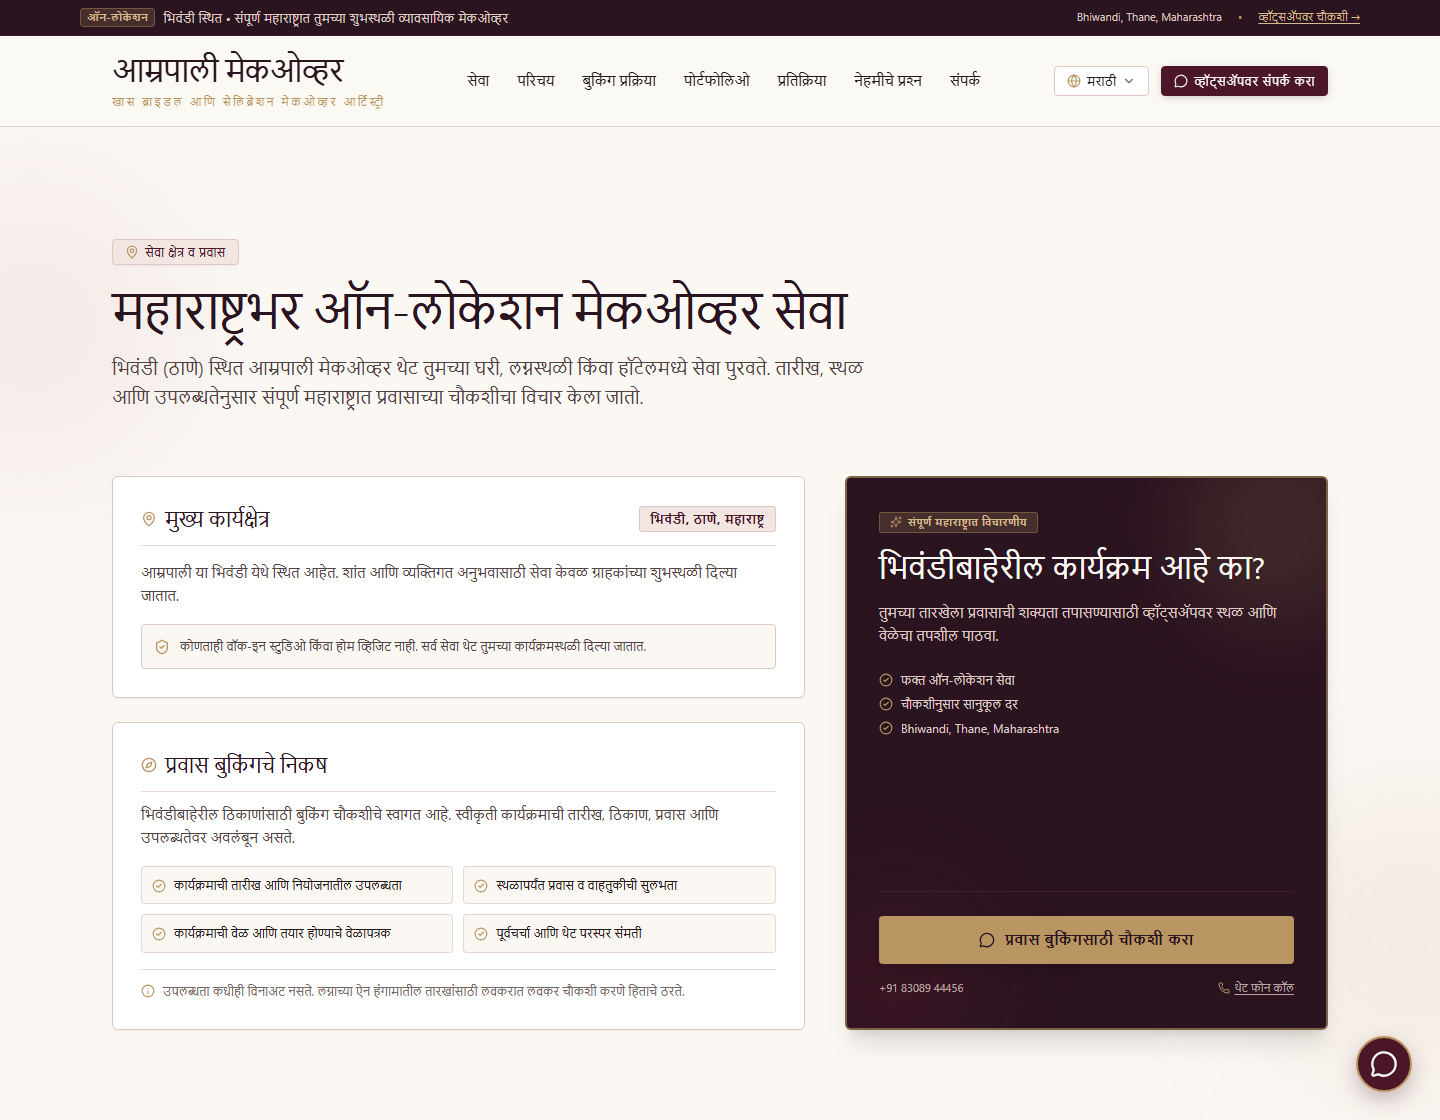 ऑन-लोकेशन भिवंडी स्थित • संपूर्ण महाराष्ट्रात तुमच्या शुभस्थळी व्यावसायिक मेकओव्हर
Bhiwandi, Thane, Maharashtra • व्हॉट्सॲपवर चौकशी →
आम्रपाली मेकओव्हर
खास ब्राइडल आणि सेलिब्रेशन मेकओव्हर आर्टिस्ट्री
सेवा परिचय बुकिंग प्रक्रिया पोर्टफोलिओ प्रतिक्रिया नेहमीचे प्रश्न संपर्क
मराठी
व्हॉट्सॲपवर संपर्क करा
सेवा क्षेत्र व प्रवास
महाराष्ट्रभर ऑन-लोकेशन मेकओव्हर सेवा
भिवंडी (ठाणे) स्थित आम्रपाली मेकओव्हर थेट तुमच्या घरी, लग्नस्थळी किंवा हॉटेलमध्ये सेवा पुरवते. तारीख, स्थळ
आणि उपलब्धतेनुसार संपूर्ण महाराष्ट्रात प्रवासाच्या चौकशीचा विचार केला जातो.
मुख्य कार्यक्षेत्र
भिवंडी, ठाणे, महाराष्ट्र
आम्रपाली या भिवंडी येथे स्थित आहेत. शांत आणि व्यक्तिगत अनुभवासाठी सेवा केवळ ग्राहकांच्या शुभस्थळी दिल्या
जातात.
कोणताही वॉक-इन स्टुडिओ किंवा होम व्हिजिट नाही. सर्व सेवा थेट तुमच्या कार्यक्रमस्थळी दिल्या जातात.
प्रवास बुकिंगचे निकष
भिवंडीबाहेरील ठिकाणांसाठी बुकिंग चौकशीचे स्वागत आहे. स्वीकृती कार्यक्रमाची तारीख, ठिकाण, प्रवास आणि
उपलब्धतेवर अवलंबून असते.
कार्यक्रमाची तारीख आणि नियोजनातील उपलब्धता
स्थळापर्यंत प्रवास व वाहतुकीची सुलभता
कार्यक्रमाची वेळ आणि तयार होण्याचे वेळापत्रक
पूर्वचर्चा आणि थेट परस्पर संमती
उपलब्धता कधीही विनाअट नसते. लग्नाच्या ऐन हंगामातील तारखांसाठी लवकरात लवकर चौकशी करणे हिताचे ठरते.
संपूर्ण महाराष्ट्रात विचारणीय
भिवंडीबाहेरील कार्यक्रम आहे का?
तुमच्या तारखेला प्रवासाची शक्यता तपासण्यासाठी व्हॉट्सॲपवर स्थळ आणि
वेळेचा तपशील पाठवा.
फक्त ऑन-लोकेशन सेवा
चौकशीनुसार सानुकूल दर
Bhiwandi, Thane, Maharashtra
प्रवास बुकिंगसाठी चौकशी करा
+91 83089 44456
थेट फोन कॉल